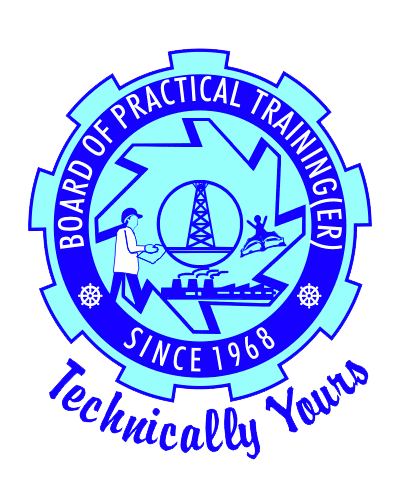 BOARD OF PRACTICAL TRAINING(ER)
SINCE 1968
Technically Yours